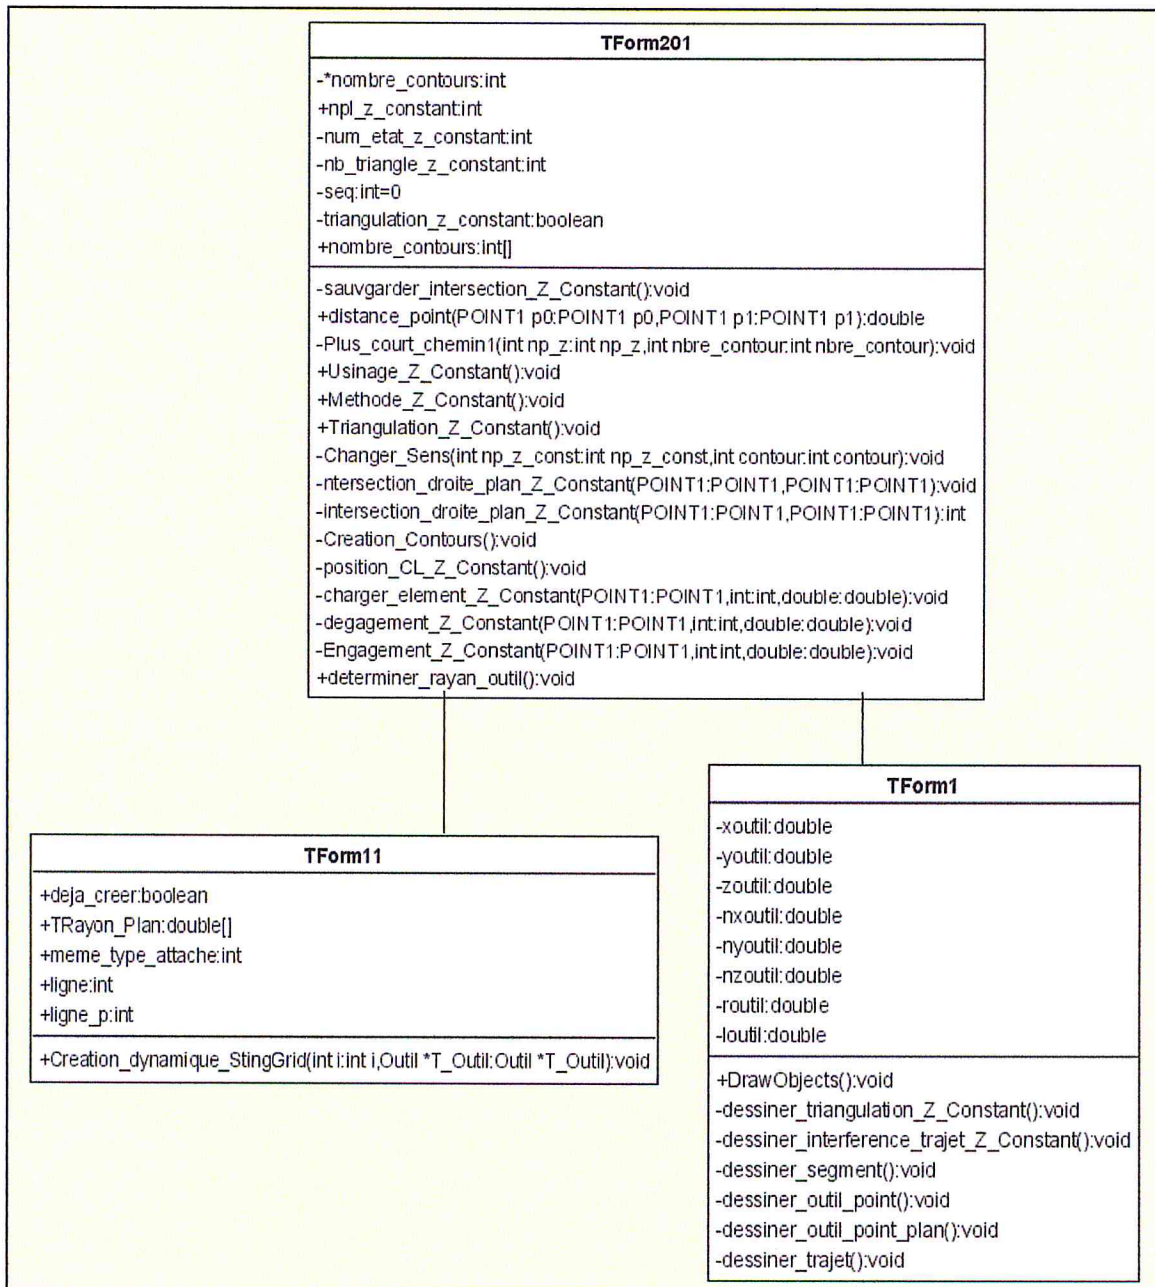 TForm201
-*nombre_contours:int
+npl_z_constant:int
-num_etat_z_constant:int
-nb_triangle_z_constant:int
-seq:int=0
-triangulation_z_constant:boolean
+nombre_contours:int[]
-sauvgarder_intersection_Z_Constant():void
+distance_point(POINT1 p0:POINT1 p0,POINT1 p1:POINT1 p1):double
-Plus_court_chemin1(int np_z:int np_z,int nbre_contour:int nbre_contour):void
+Usinage_Z_Constant():void
+Methode_Z_Constant():void
+Triangulation_Z_Constant():void
-Changer_Sens(int np_z_const:int np_z_const,int contour:int contour):void
-ntersection_droite_plan_Z_Constant(POINT1:POINT1,POINT1:POINT1):void
-intersection_droite_plan_Z_Constant(POINT1:POINT1,POINT1:POINT1):int
-Creation_Contours():void
-position_CL_Z_Constant():void
-charger_element_Z_Constant(POINT1:POINT1,int:int,double:double):void
-degagement_Z_Constant(POINT1:POINT1,int:int,double:double):void
-Engagement_Z_Constant(POINT1:POINT1,int:int,double:double):void
+determiner_rayan_outil():void
TForm11
+deja_creer:boolean
+TRayon_Plan:double[]
+meme_type_attache:int
+ligne:int
+ligne_p:int
+Creation_dynamique_StingGrid(int i:int i,Outil *T_Outil:Outil *T_Outil):void
TForm1
-xoutil:double
-youtil:double
-zoutil:double
-nxoutil:double
-nyoutil:double
-nzoutil:double
-routil:double
-loutil:double
+DrawObjects():void
-dessiner_triangulation_Z_Constant():void
-dessiner_interference_trajet_Z_Constant():void
-dessiner_segment():void
-dessiner_outil_point():void
-dessiner_outil_point_plan():void
-dessiner_trajet():void